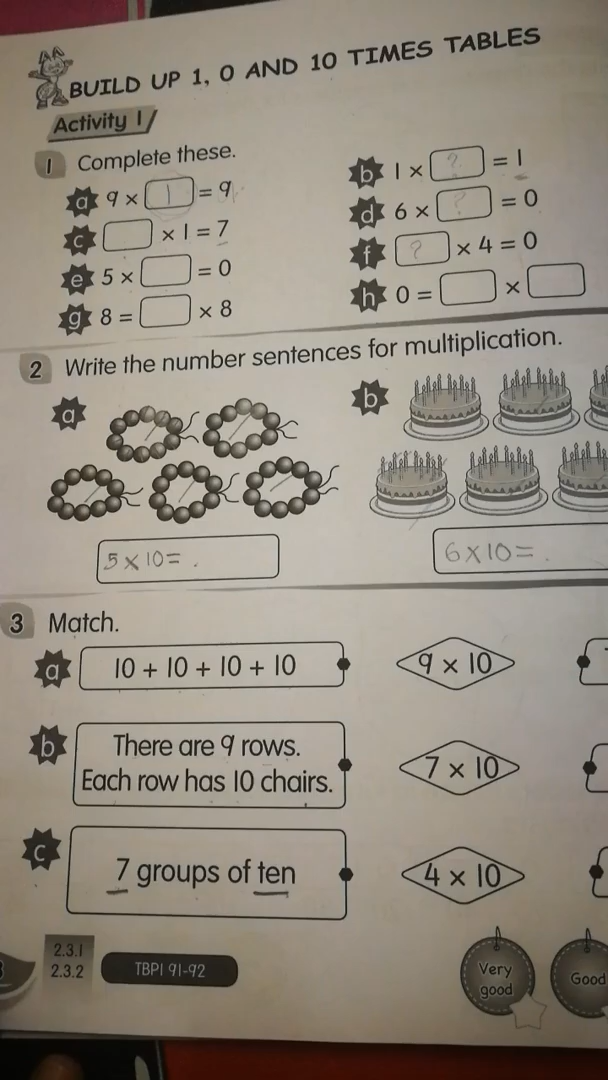 BUILD UP 1, 0 AND 10 TIMES TABLES
Activity 1
1 Complete these.
a 9 × 1 = 9
b 1 × ? = 1
c × 1 = 7
d 6 × ? = 0
e 5 × = 0
f ? × 4 = 0
g 8 = × 8
h 0 = ×
2 Write the number sentences for multiplication.
a
b
5 × 10 = .
6 × 10 = .
3 Match.
a 10 + 10 + 10 + 10
9 × 10
b There are 9 rows.
Each row has 10 chairs.
7 × 10
c 7 groups of ten
4 × 10
2.3.1
2.3.2
TBP1 91-92
Very
good
Good